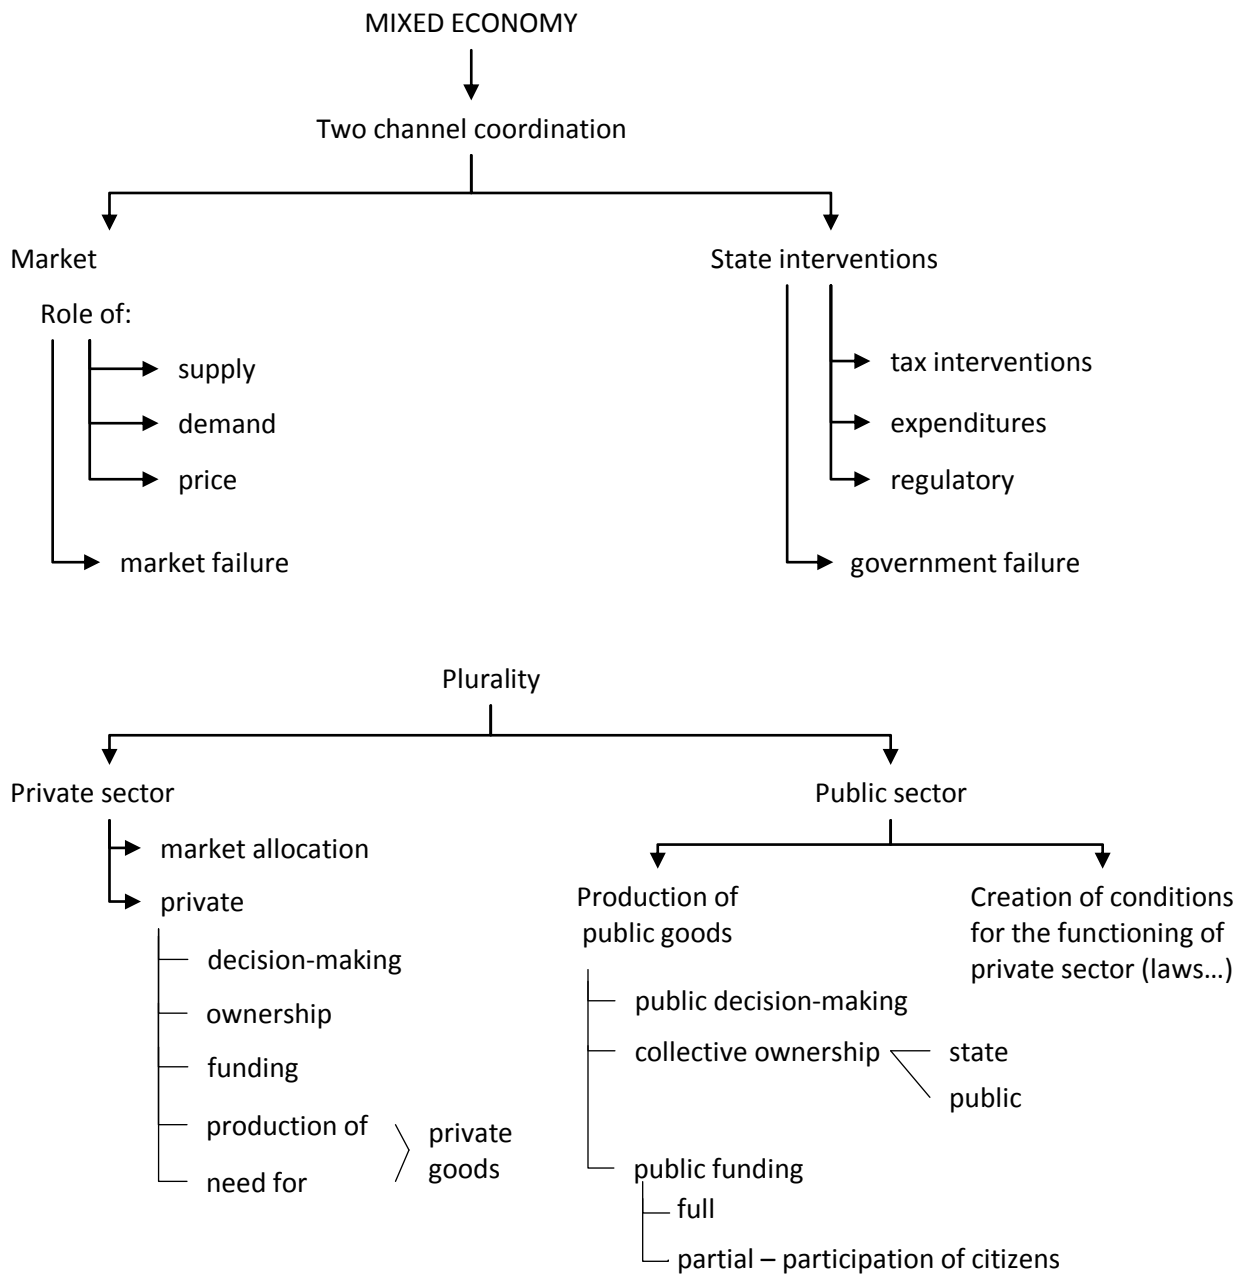 MIXED ECONOMY
Two channel coordination
Market
Role of:
supply
demand
price
market failure
State interventions
tax interventions
expenditures
regulatory
government failure
Plurality
Private sector
market allocation
private
decision-making
ownership
funding
production of
need for
private
goods
Public sector
Production of
public goods
public decision-making
collective ownership
state
public
public funding
full
partial – participation of citizens
Creation of conditions
for the functioning of
private sector (laws…)